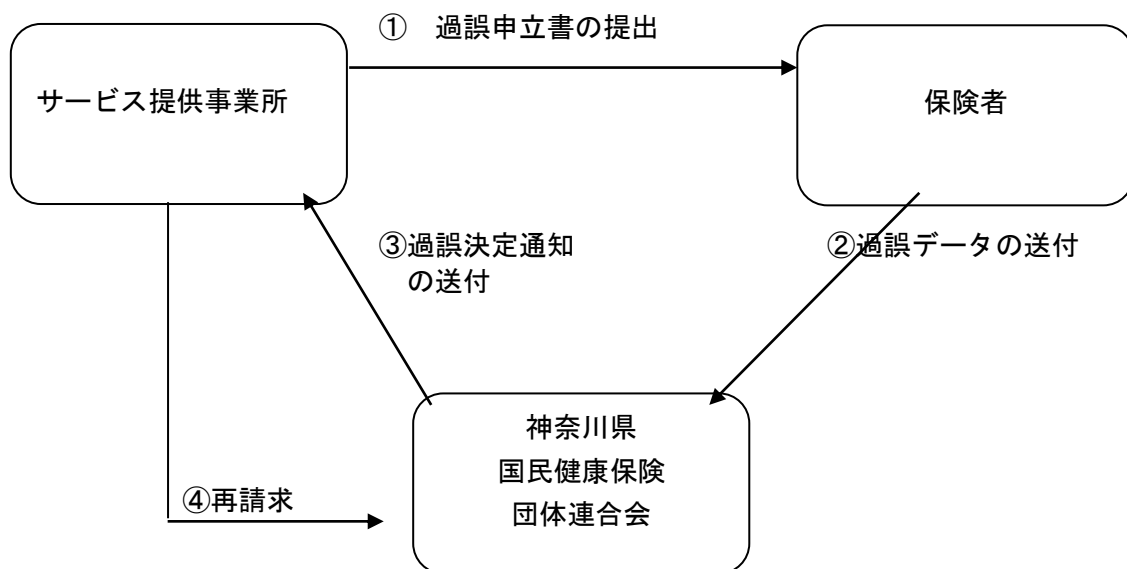 ①　過誤申立書の提出
サービス提供事業所
保険者
③過誤決定通知
の送付
②過誤データの送付
神奈川県
国民健康保険
団体連合会
④再請求